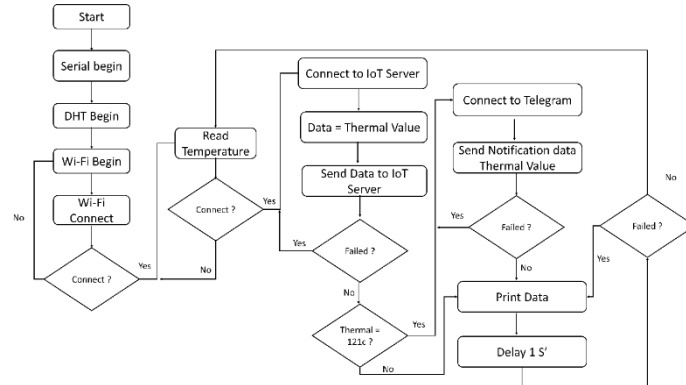 Start
Serial begin
DHT Begin
Wi-Fi Begin
Wi-Fi
Connect
Connect ?
No
Yes
Read
Temperature
Connect ?
Yes
No
Connect to IoT Server
Data = Thermal Value
Send Data to IoT
Server
Failed ?
Yes
No
Thermal =
121c ?
Yes
No
Connect to Telegram
Send Notification data
Thermal Value
Failed ?
Yes
No
Print Data
Delay 1 S'
Failed ?
No
Yes